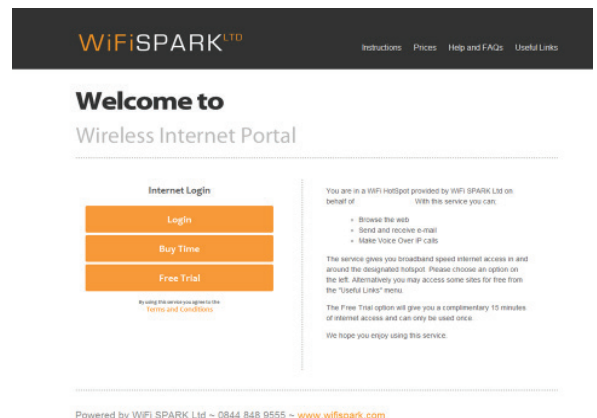 WiFiSPARK LTD
Instructions Prices Help and FAQs Useful Links
Welcome to
Wireless Internet Portal
Internet Login
Login
Buy Time
Free Trial
By using this service you agree to the
Terms and Conditions
You are in a WiFi HotSpot provided by WiFi SPARK Ltd on
behalf of With this service you can;
Browse the web
Send and receive e-mail
Make Voice Over IP calls
The service gives you broadband speed internet access in and
around the designated hotspot. Please choose an option on
the left. Alternatively you may access some sites for free from
the "Useful Links" menu.
The Free Trial option will give you a complimentary 15 minutes
of internet access and can only be used once.
We hope you enjoy using this service.
Powered by WiFi SPARK Ltd ~ 0844 848 9555 ~ www.wifispark.com